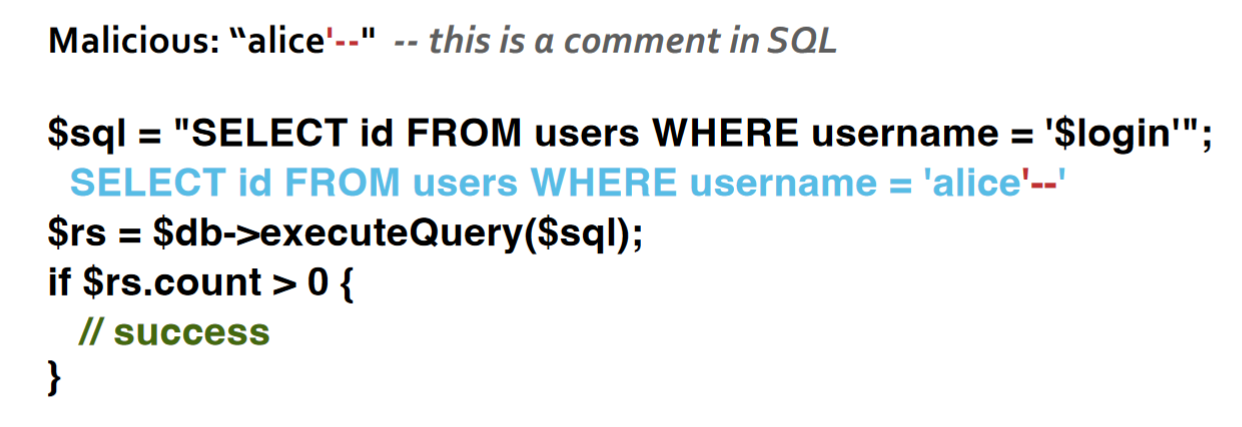 Malicious: “alice'--" -- this is a comment in SQL
$sql = "SELECT id FROM users WHERE username = '$login'";
SELECT id FROM users WHERE username = 'alice'--'
$rs = $db->executeQuery($sql);
if $rs.count > 0 {
// success
}